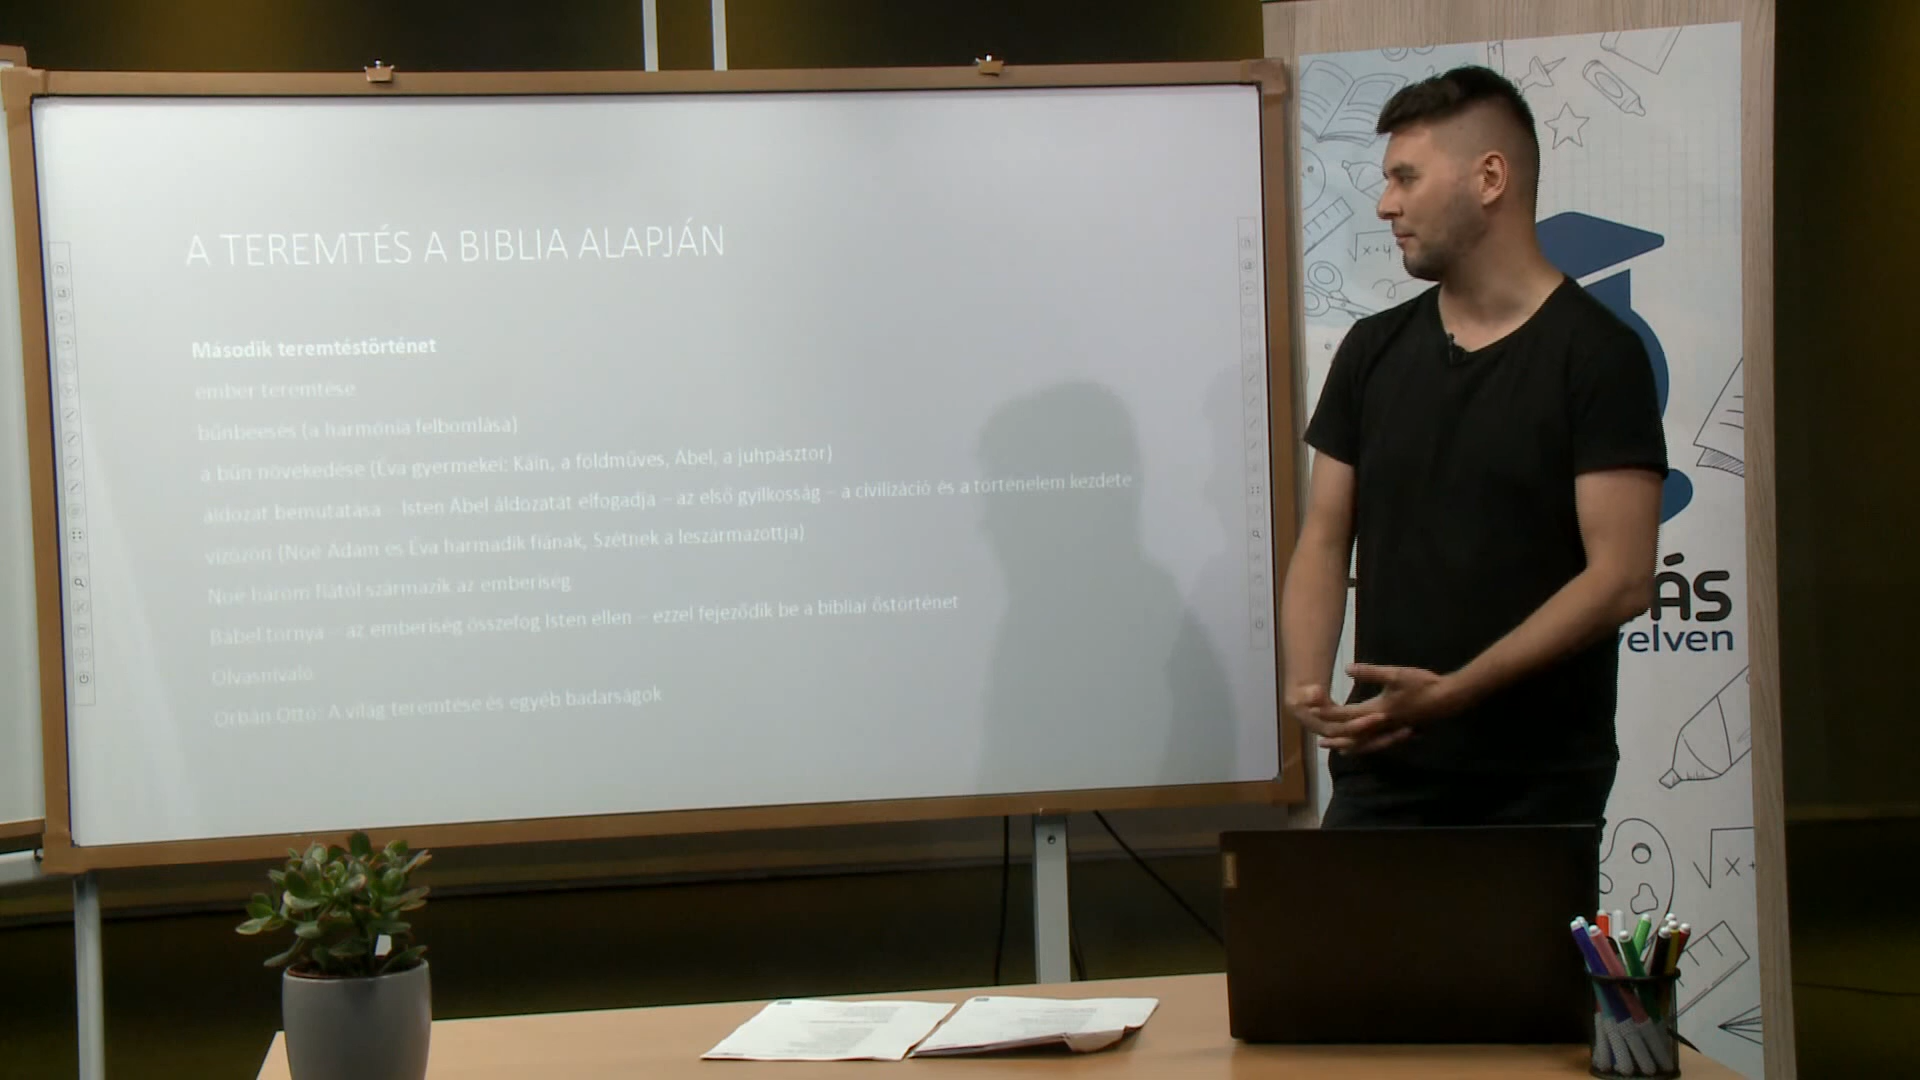 A TEREMTÉS A BIBLIA ALAPJÁN
Második teremtéstörténet
ember teremtése
bűnbeesés (a harmónia felbomlása)
a bűn növekedése (Éva gyermekei: Káin, a földműves, Ábel, a juhpásztor)
áldozat bemutatása – Isten Ábel áldozatát elfogadja – az első gyilkosság – a civilizáció és a történelem kezdete
vízözön (Noé Ádám és Éva harmadik fiának, Szétnek a leszármazottja)
Noé három fiától származik az emberiség
Bábel tornya – az emberiség összefog Isten ellen – ezzel fejeződik be a bibliai őstörténet
Olvasnivaló
Orbán Ottó: A világ teremtése és egyéb badarságok
ÁS
elven